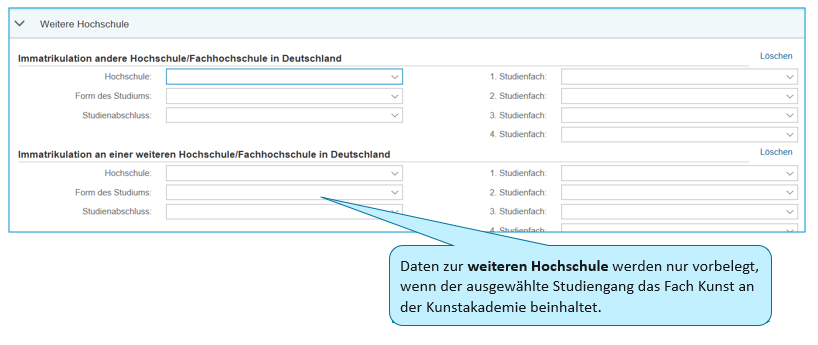 Weitere Hochschule
Immatrikulation andere Hochschule/Fachhochschule in Deutschland
Löschen
Hochschule:
1. Studienfach:
Form des Studiums:
2. Studienfach:
Studienabschluss:
3. Studienfach:
4. Studienfach:
Immatrikulation an einer weiteren Hochschule/Fachhochschule in Deutschland
Löschen
Hochschule:
1. Studienfach:
Form des Studiums:
2. Studienfach:
Studienabschluss:
3. Studienfach:
4. Studienfach:
Daten zur weiteren Hochschule werden nur vorbelegt,
wenn der ausgewählte Studiengang das Fach Kunst an
der Kunstakademie beinhaltet.